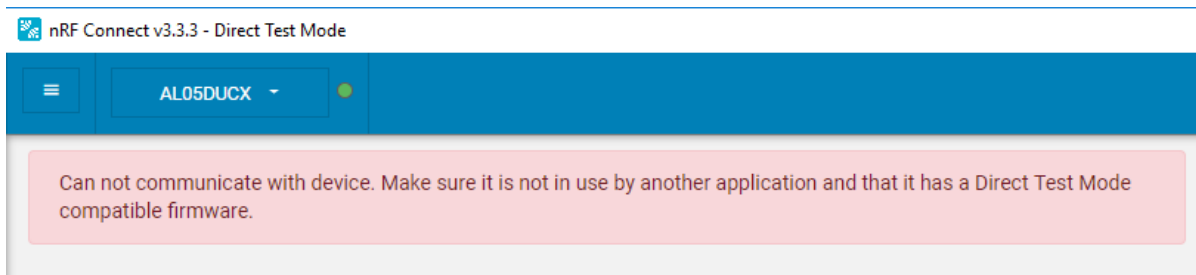 nRF Connect v3.3.3 - Direct Test Mode
AL05DUCX
Can not communicate with device. Make sure it is not in use by another application and that it has a Direct Test Mode
compatible firmware.